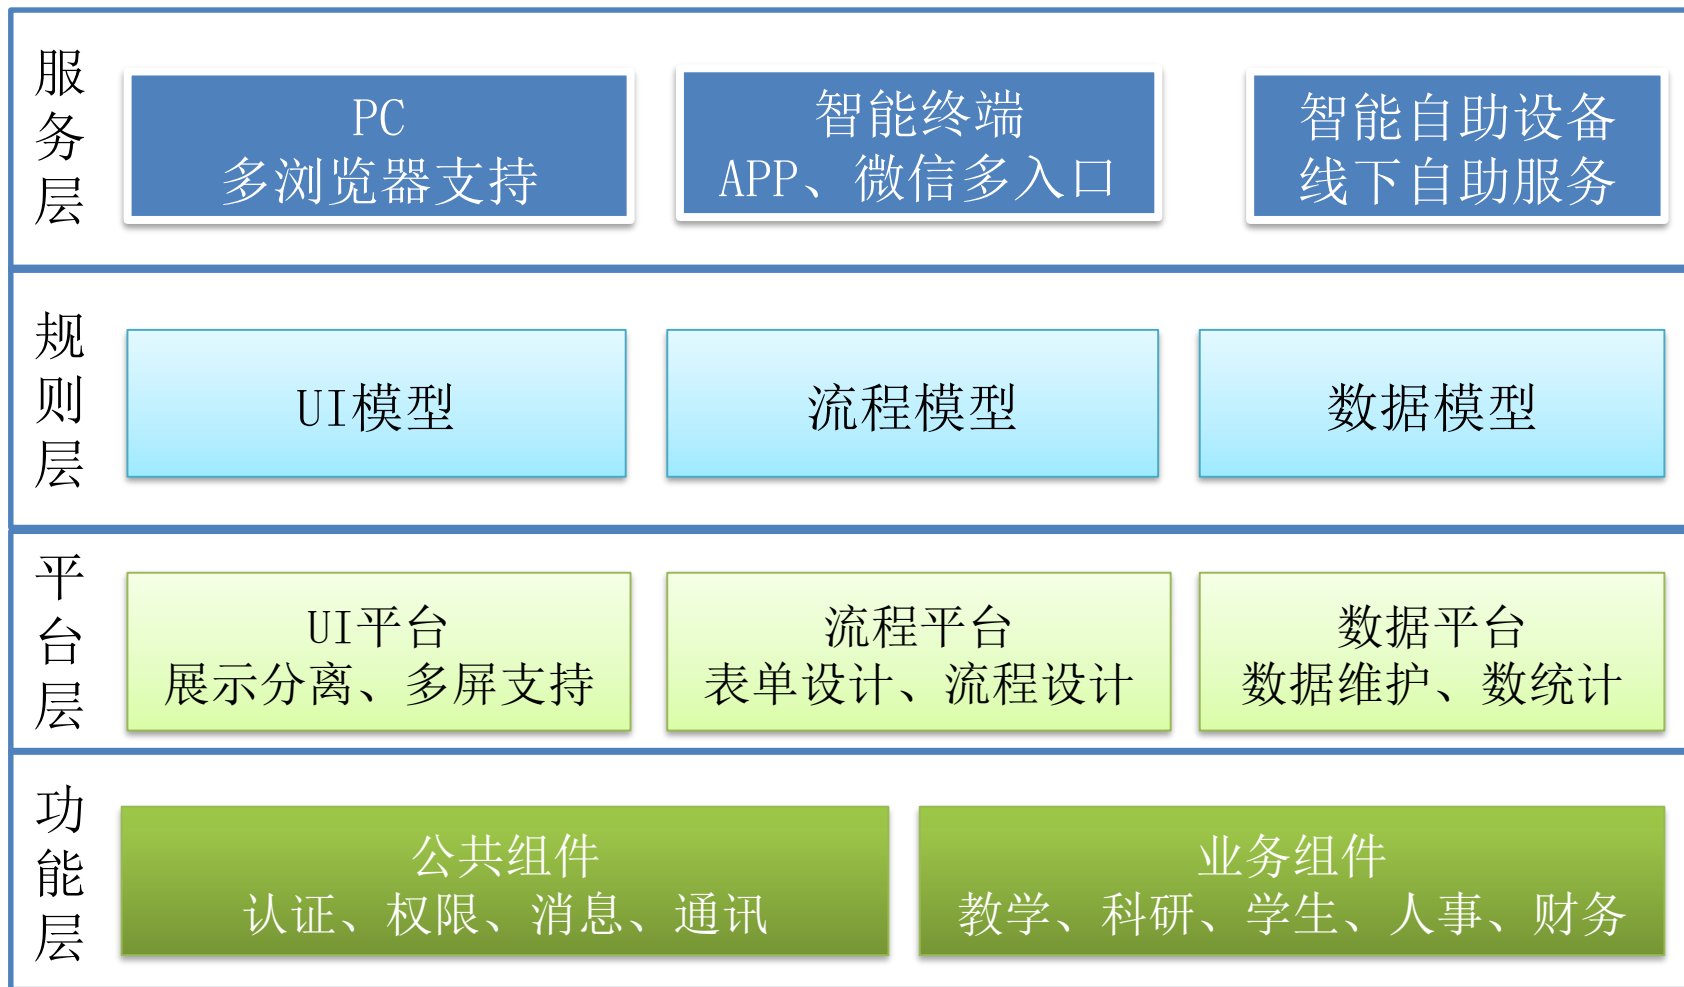 服务层
PC
多浏览器支持
智能终端
APP、微信多入口
智能自助设备
线下自助服务
规则层
UI模型
流程模型
数据模型
平台层
UI平台
展示分离、多屏支持
流程平台
表单设计、流程设计
数据平台
数据维护、数统计
功能层
公共组件
认证、权限、消息、通讯
业务组件
教学、科研、学生、人事、财务